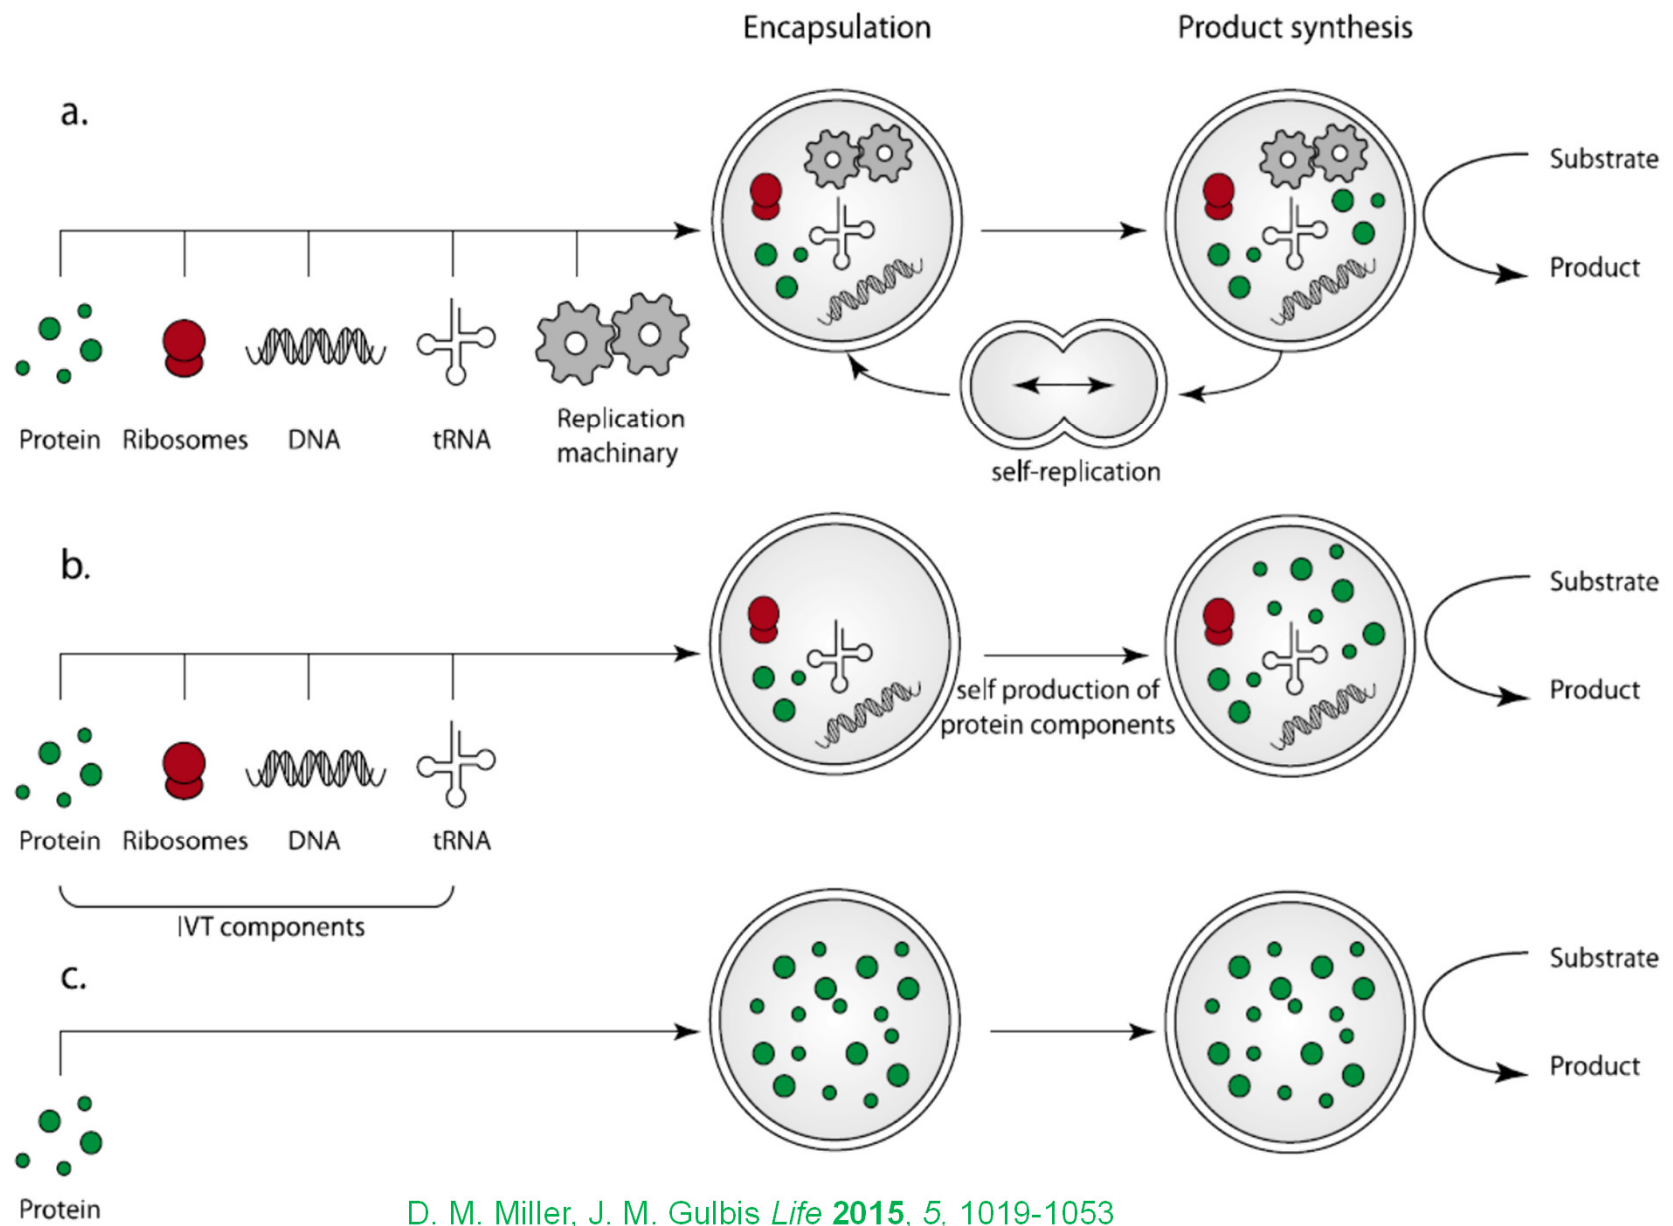 Encapsulation Product synthesis
a.
Substrate
Product
Protein Ribosomes DNA tRNA Replication machinary
self-replication
b.
Substrate
Product
self production of
protein components
Protein Ribosomes DNA tRNA
IVT components
c.
Substrate
Product
Protein
D. M. Miller, J. M. Gulbis Life 2015, 5, 1019-1053